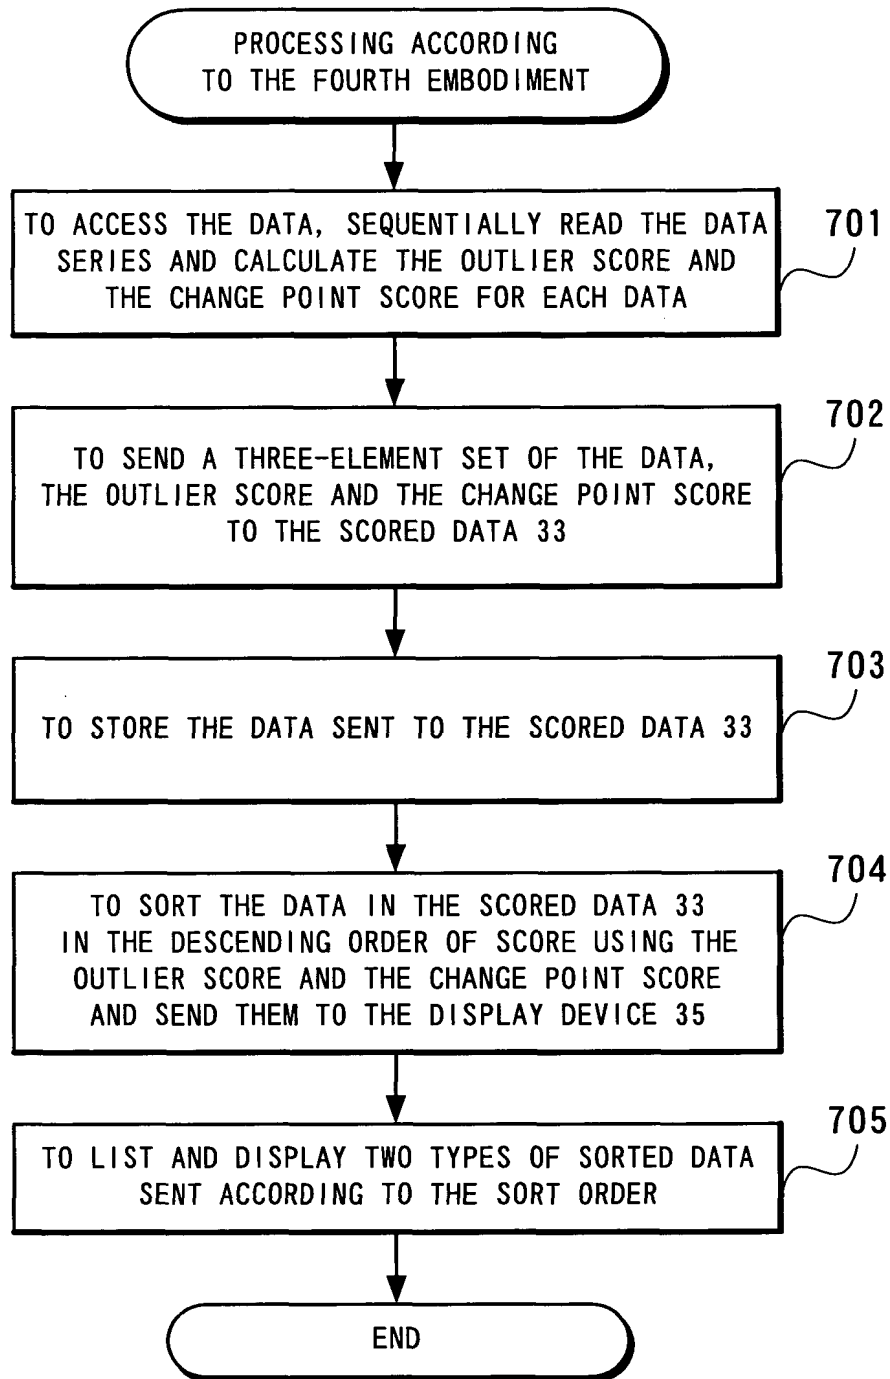 PROCESSING ACCORDING
TO THE FOURTH EMBODIMENT
701
TO ACCESS THE DATA, SEQUENTIALLY READ THE DATA
SERIES AND CALCULATE THE OUTLIER SCORE AND
THE CHANGE POINT SCORE FOR EACH DATA
702
TO SEND A THREE-ELEMENT SET OF THE DATA,
THE OUTLIER SCORE AND THE CHANGE POINT SCORE
TO THE SCORED DATA 33
703
TO STORE THE DATA SENT TO THE SCORED DATA 33
704
TO SORT THE DATA IN THE SCORED DATA 33
IN THE DESCENDING ORDER OF SCORE USING THE
OUTLIER SCORE AND THE CHANGE POINT SCORE
AND SEND THEM TO THE DISPLAY DEVICE 35
705
TO LIST AND DISPLAY TWO TYPES OF SORTED DATA
SENT ACCORDING TO THE SORT ORDER
END